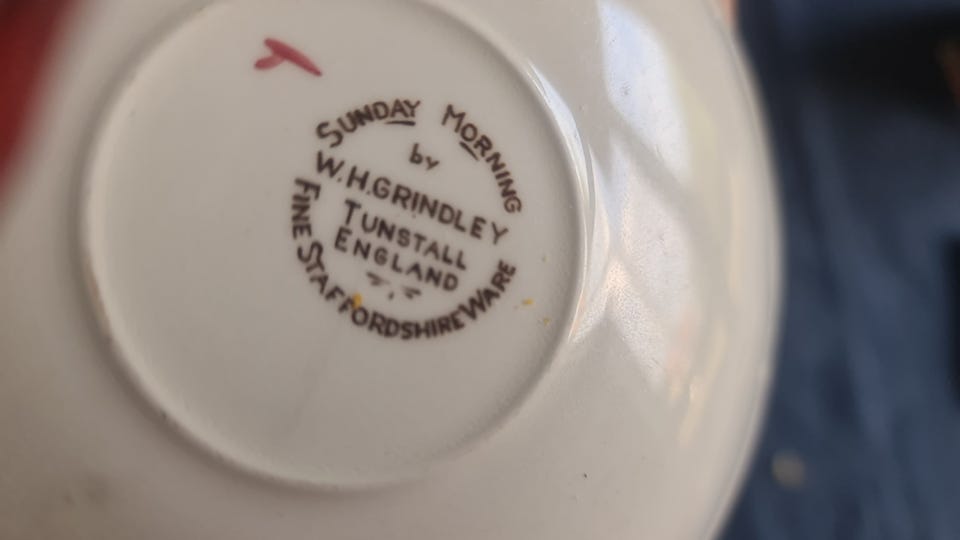 SUNDAY MORNING
by
W.H.GRINDLEY
TUNSTALL
ENGLAND
FINE STAFFORDSHIRE WARE